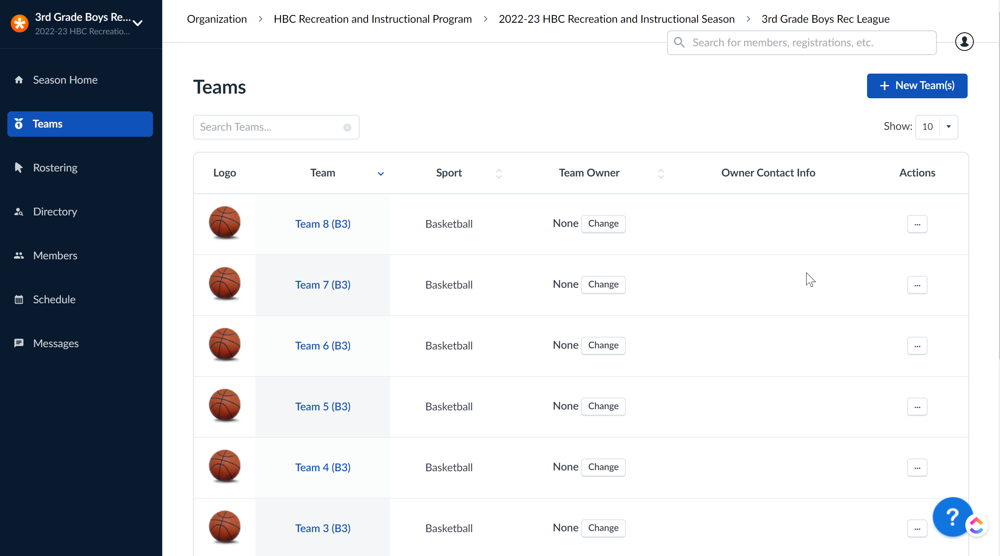 3rd Grade Boys Re...
2022-23 HBC Recreatio...
Season Home
Teams
Rostering
Directory
Members
Schedule
Messages
Organization > HBC Recreation and Instructional Program > 2022-23 HBC Recreation and Instructional Season > 3rd Grade Boys Rec League
Search for members, registrations, etc.
Teams
+ New Team(s)
Search Teams...
Show: 10
Logo Team Sport Team Owner Owner Contact Info Actions
Team 8 (B3) Basketball None Change ...
Team 7 (B3) Basketball None Change ...
Team 6 (B3) Basketball None Change ...
Team 5 (B3) Basketball None Change ...
Team 4 (B3) Basketball None Change ...
Team 3 (B3) Basketball None Change ...
?